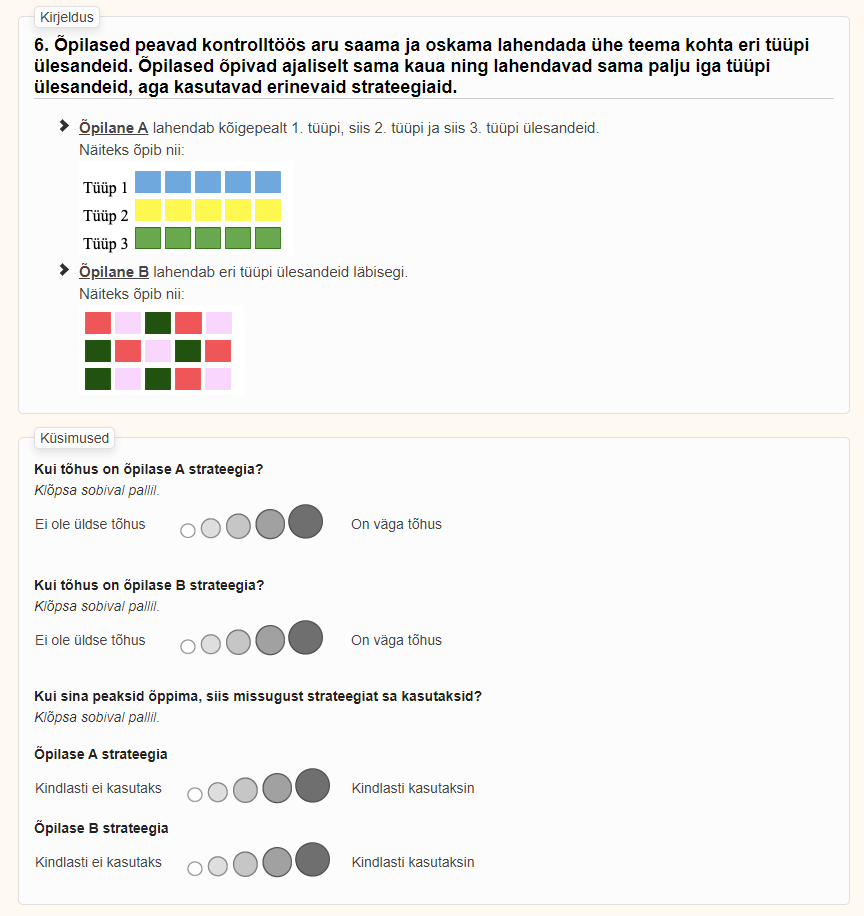 Kirjeldus
6. Õpilased peavad kontrolltöös aru saama ja oskama lahendada ühe teema kohta eri tüüpi
ülesandeid. Õpilased õpivad ajaliselt sama kaua ning lahendavad sama palju iga tüüpi
ülesandeid, aga kasutavad erinevaid strateegiaid.
Õpilane A lahendab kõigepealt 1. tüüpi, siis 2. tüüpi ja siis 3. tüüpi ülesandeid.
Näiteks õpib nii:
Tüüp 1
Tüüp 2
Tüüp 3
Õpilane B lahendab eri tüüpi ülesandeid läbisegi.
Näiteks õpib nii:
Küsimused
Kui tõhus on õpilase A strateegia?
Klõpsa sobival pallil.
Ei ole üldse tõhus On väga tõhus
Kui tõhus on õpilase B strateegia?
Klõpsa sobival pallil.
Ei ole üldse tõhus On väga tõhus
Kui sina peaksid õppima, siis missugust strateegiat sa kasutaksid?
Klõpsa sobival pallil.
Õpilase A strateegia
Kindlasti ei kasutaks Kindlasti kasutaksin
Õpilase B strateegia
Kindlasti ei kasutaks Kindlasti kasutaksin